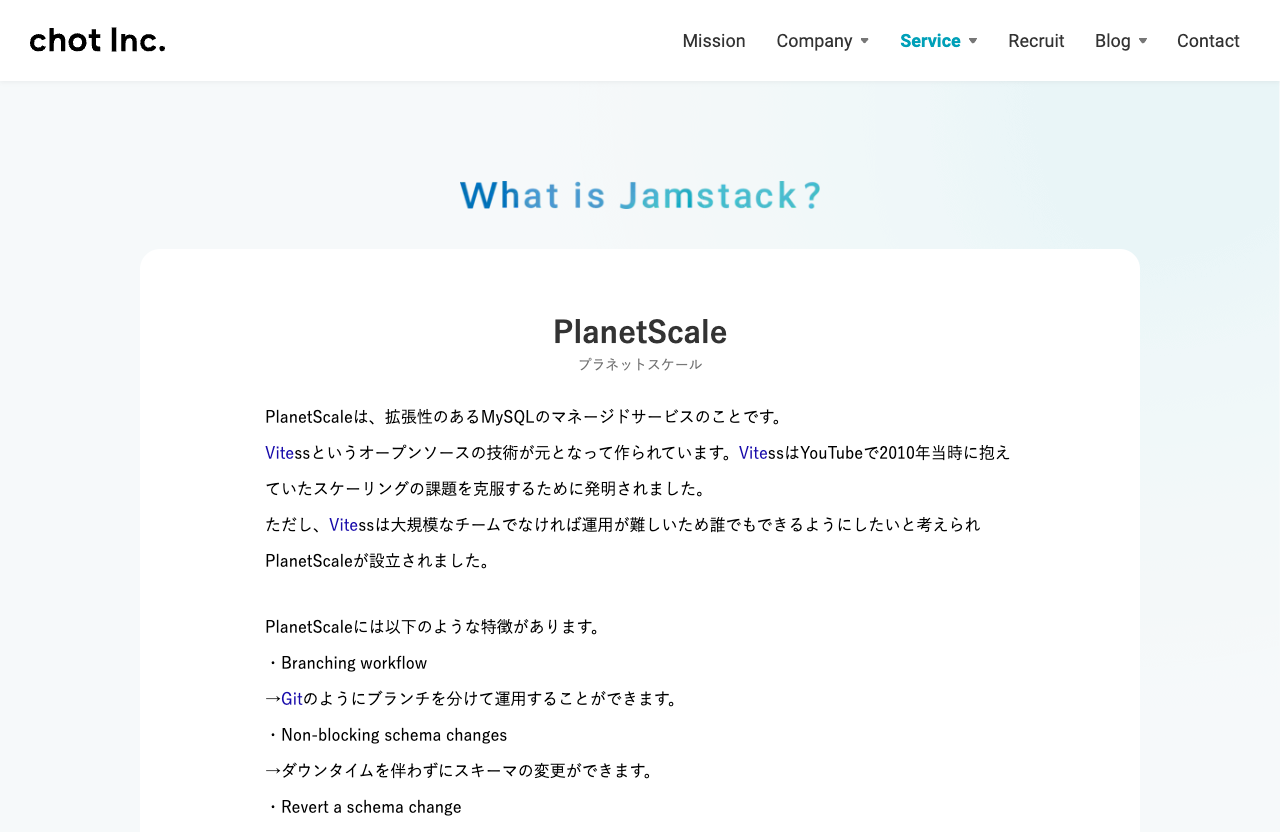 chot Inc.
Mission Company Service Recruit Blog Contact
What is Jamstack?
PlanetScale
プラネットスケール
PlanetScaleは、拡張性のあるMySQLのマネージドサービスのことです。
Vitessというオープンソースの技術が元となって作られています。VitessはYouTubeで2010年当時に抱え
ていたスケーリングの課題を克服するために発明されました。
ただし、Vitessは大規模なチームでなければ運用が難しいため誰でもできるようにしたいと考えられ
PlanetScaleが設立されました。
PlanetScaleには以下のような特徴があります。
・Branching workflow
→Gitのようにブランチを分けて運用することができます。
・Non-blocking schema changes
→ダウンタイムを伴わずにスキーマの変更ができます。
・Revert a schema change